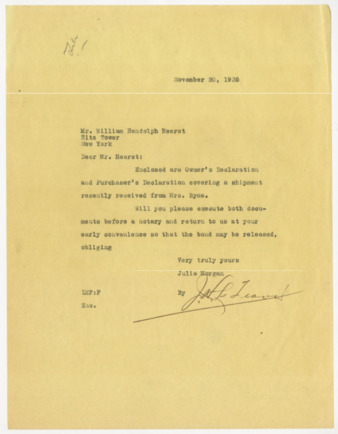 November 20, 1926
Mr. William Randolph Hearst
Ritz Tower
New York
Dear Mr. Hearst:
Enclosed are Owner's Declaration
and Purchaser's Declaration covering a shipment
recently received from Mrs. Byne.
Will you please execute both docu-
ments before a notary and return to us at your
early convenience so that the bond may be released,
obliging
Very truly yours
Julia Morgan
By